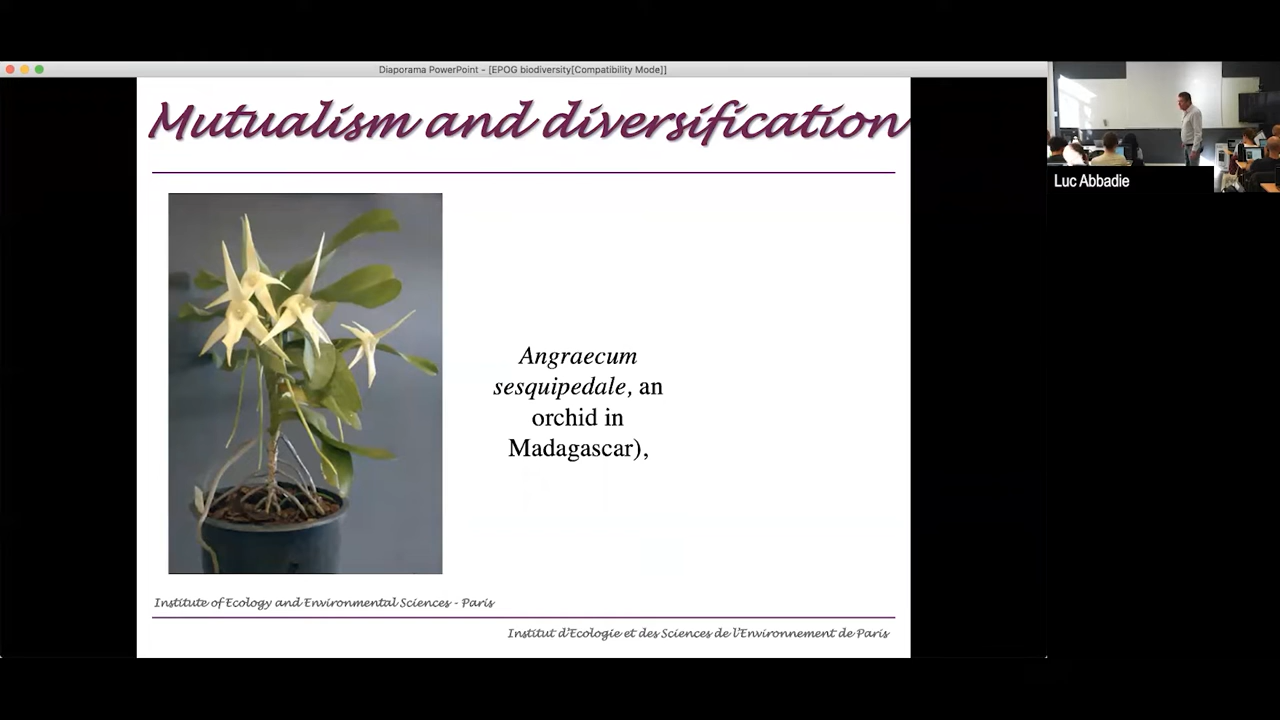 Diaporama PowerPoint - [EPOG biodiversity[Compatibility Mode]]
Mutualism and diversification
Luc Abbadie
Angraecum
sesquipedale, an
orchid in
Madagascar),
Institute of Ecology and Environmental Sciences - Paris
Institut d'Ecologie et des Sciences de l'Environnement de Paris